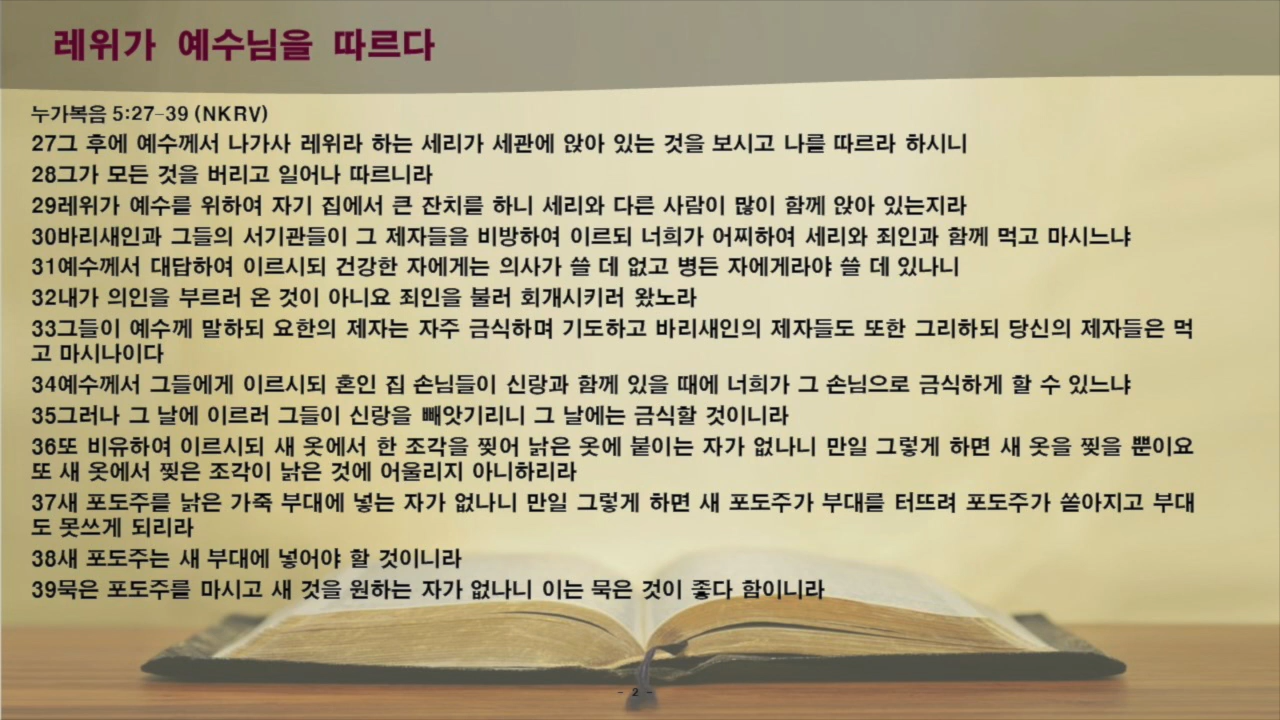 레위가 예수님을 따르다
누가복음 5:27-39 (NKRV)
27그 후에 예수께서 나가사 레위라 하는 세리가 세관에 앉아 있는 것을 보시고 나를 따르라 하시니
28그가 모든 것을 버리고 일어나 따르니라
29레위가 예수를 위하여 자기 집에서 큰 잔치를 하니 세리와 다른 사람이 많이 함께 앉아 있는지라
30바리새인과 그들의 서기관들이 그 제자들을 비방하여 이르되 너희가 어찌하여 세리와 죄인과 함께 먹고 마시느냐
31예수께서 대답하여 이르시되 건강한 자에게는 의사가 쓸 데 없고 병든 자에게라야 쓸 데 있나니
32내가 의인을 부르러 온 것이 아니요 죄인을 불러 회개시키러 왔노라
33그들이 예수께 말하되 요한의 제자는 자주 금식하며 기도하고 바리새인의 제자들도 또한 그리하되 당신의 제자들은 먹
고 마시나이다
34예수께서 그들에게 이르시되 혼인 집 손님들이 신랑과 함께 있을 때에 너희가 그 손님으로 금식하게 할 수 있느냐
35그러나 그 날에 이르러 그들이 신랑을 빼앗기리니 그 날에는 금식할 것이니라
36또 비유하여 이르시되 새 옷에서 한 조각을 찢어 낡은 옷에 붙이는 자가 없나니 만일 그렇게 하면 새 옷을 찢을 뿐이요
또 새 옷에서 찢은 조각이 낡은 것에 어울리지 아니하리라
37새 포도주를 낡은 가죽 부대에 넣는 자가 없나니 만일 그렇게 하면 새 포도주가 부대를 터뜨려 포도주가 쏟아지고 부대
도 못쓰게 되리라
38새 포도주는 새 부대에 넣어야 할 것이니라
39묵은 포도주를 마시고 새 것을 원하는 자가 없나니 이는 묵은 것이 좋다 함이니라
- 2 -